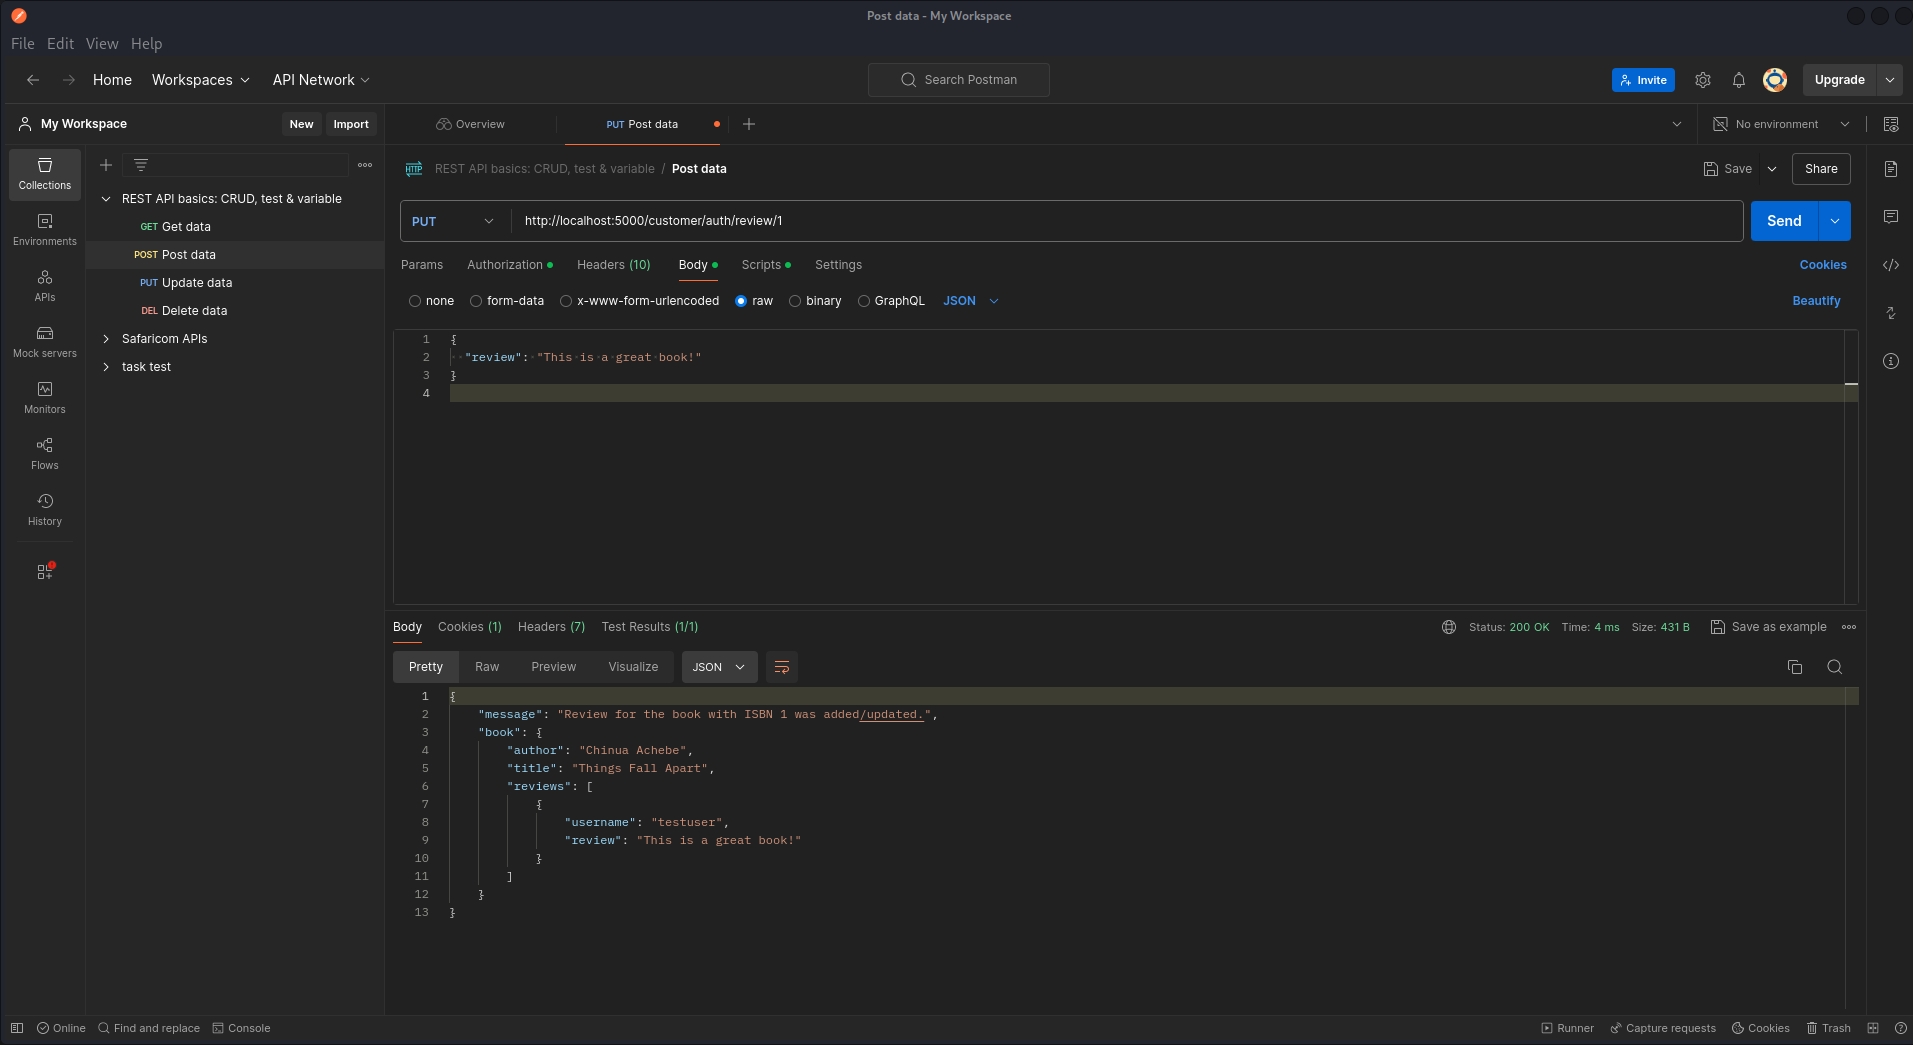 Post data - My Workspace
File Edit View Help
Home Workspaces API Network
Search Postman
Invite
Upgrade
My Workspace
New Import
Overview
PUT Post data
No environment
Collections
Environments
APIs
Mock servers
Monitors
Flows
History
REST API basics: CRUD, test & variable
GET Get data
POST Post data
PUT Update data
DEL Delete data
Safaricom APIs
task test
HTTP REST API basics: CRUD, test & variable / Post data
Save
Share
PUT http://localhost:5000/customer/auth/review/1
Send
Params Authorization Headers (10) Body Scripts Settings
Cookies
none form-data x-www-form-urlencoded raw binary GraphQL JSON
Beautify
1 {
2 "review": "This is a great book!"
3 }
4
Body Cookies (1) Headers (7) Test Results (1/1)
Status: 200 OK Time: 4 ms Size: 431 B Save as example
Pretty Raw Preview Visualize JSON
1 {
2 "message": "Review for the book with ISBN 1 was added/updated.",
3 "book": {
4 "author": "Chinua Achebe",
5 "title": "Things Fall Apart",
6 "reviews": [
7 {
8 "username": "testuser",
9 "review": "This is a great book!"
10 }
11 ]
12 }
13 }
Online Find and replace Console
Runner Capture requests Cookies Trash